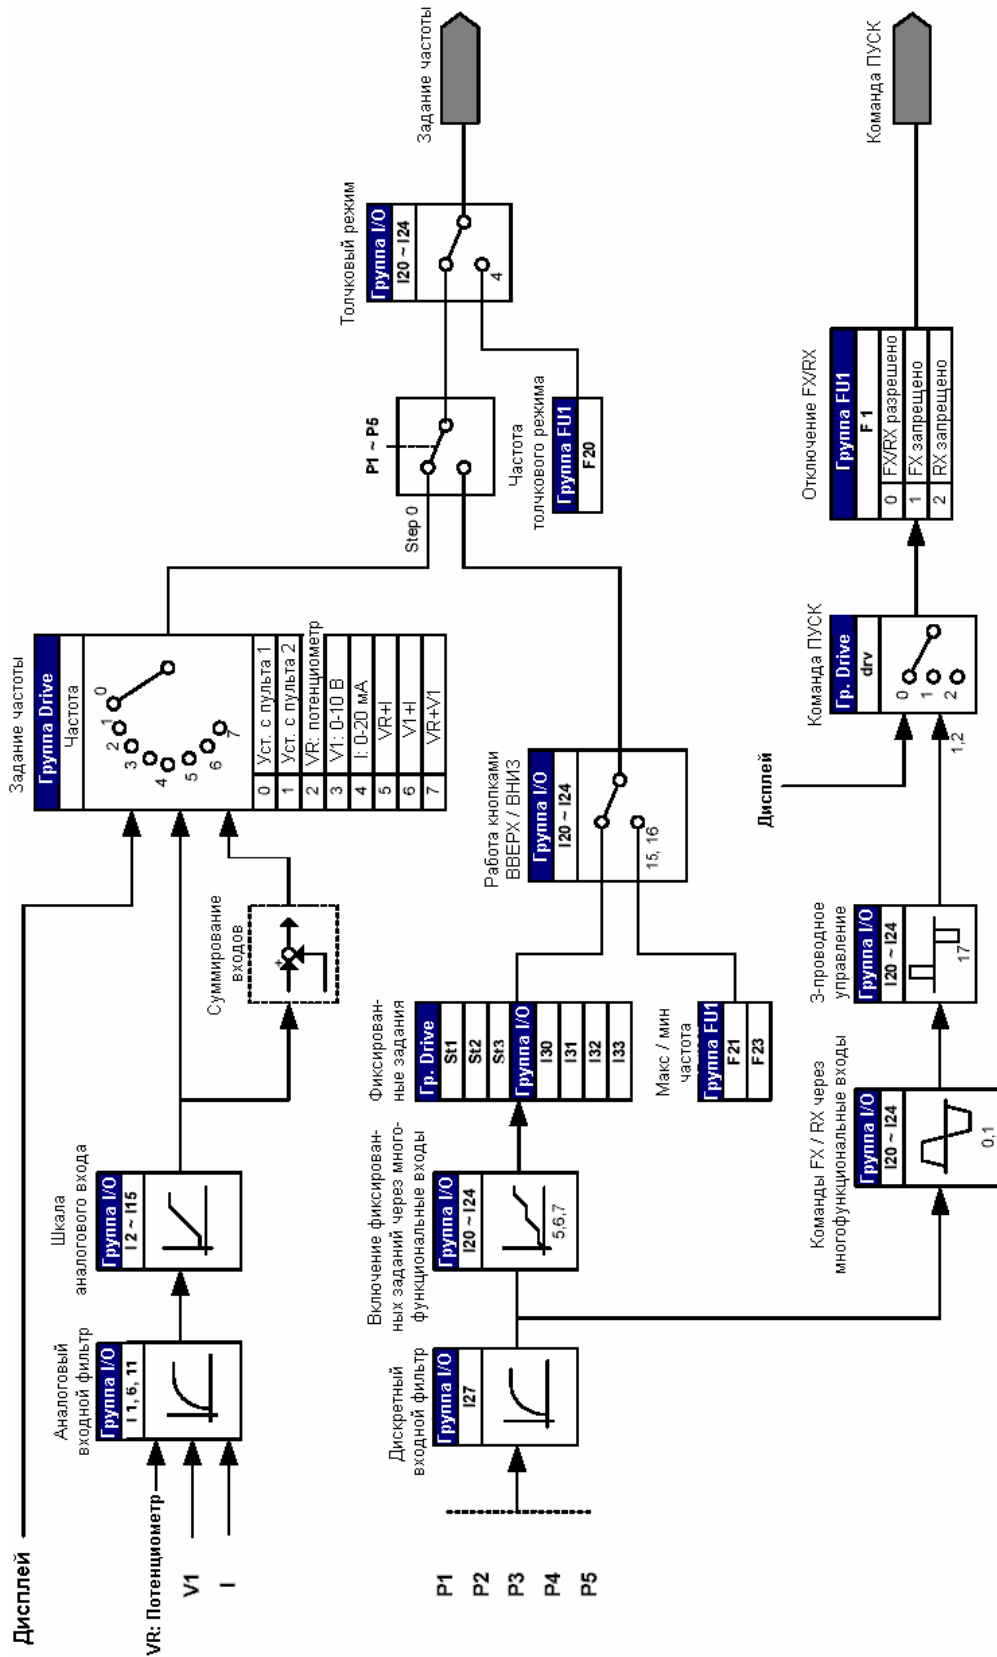 Дисплей
VR: Потенциометр
V1
I
Аналоговый
входной фильтр
Группа I/O
I 1, 6, 11
Шкала
аналогового входа
Группа I/O
I 2 ~ I15
Суммирование
входов
+
Задание частоты
Группа Drive
Частота
0
1
2
3
4
5
6
7
0 Уст. с пульта 1
1 Уст. с пульта 2
2 VR: потенциометр
3 V1: 0-10 В
4 I: 0-20 мА
5 VR+I
6 V1+I
7 VR+V1
Step 0
P1 ~ P5
Толчковый режим
Группа I/O
I20 ~ I24
4
Частота
толчкового режима
Группа FU1
F20
Задание частоты
P1
P2
P3
P4
P5
Дискретный
входной фильтр
Группа I/O
I27
Включение фиксирован-
ных заданий через много-
функциональные входы
Группа I/O
I20 ~ I24
5,6,7
Фиксирован-
ные задания
Гр. Drive
St1
St2
St3
Группа I/O
I30
I31
I32
I33
Макс / мин
частота
Группа FU1
F21
F23
Работа кнопками
ВВЕРХ / ВНИЗ
Группа I/O
I20 ~ I24
15, 16
Команды FX / RX через
многофункциональные входы
Группа I/O
I20 ~ I24
0,1
3-проводное
управление
Группа I/O
I20 ~ I24
17
Дисплей
1,2
Команда ПУСК
Гр. Drive
drv
0
1
2
Отключение FX/RX
Группа FU1
F 1
0 FX/RX разрешено
1 FX запрещено
2 RX запрещено
Команда ПУСК